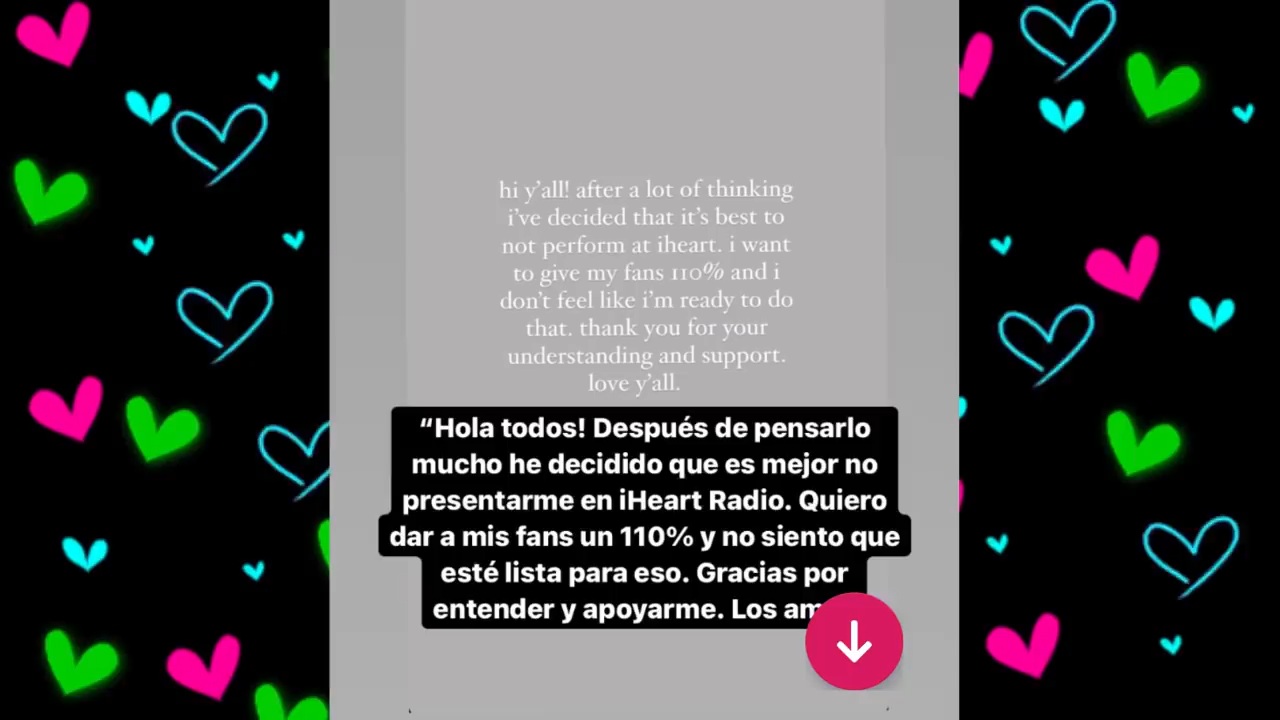 hi y’all! after a lot of thinking
i’ve decided that it’s best to
not perform at iheart. i want
to give my fans 110% and i
don’t feel like i’m ready to do
that. thank you for your
understanding and support.
love y’all.
“Hola todos! Después de pensarlo
mucho he decidido que es mejor no
presentarme en iHeart Radio. Quiero
dar a mis fans un 110% y no siento que
esté lista para eso. Gracias por
entender y apoyarme. Los